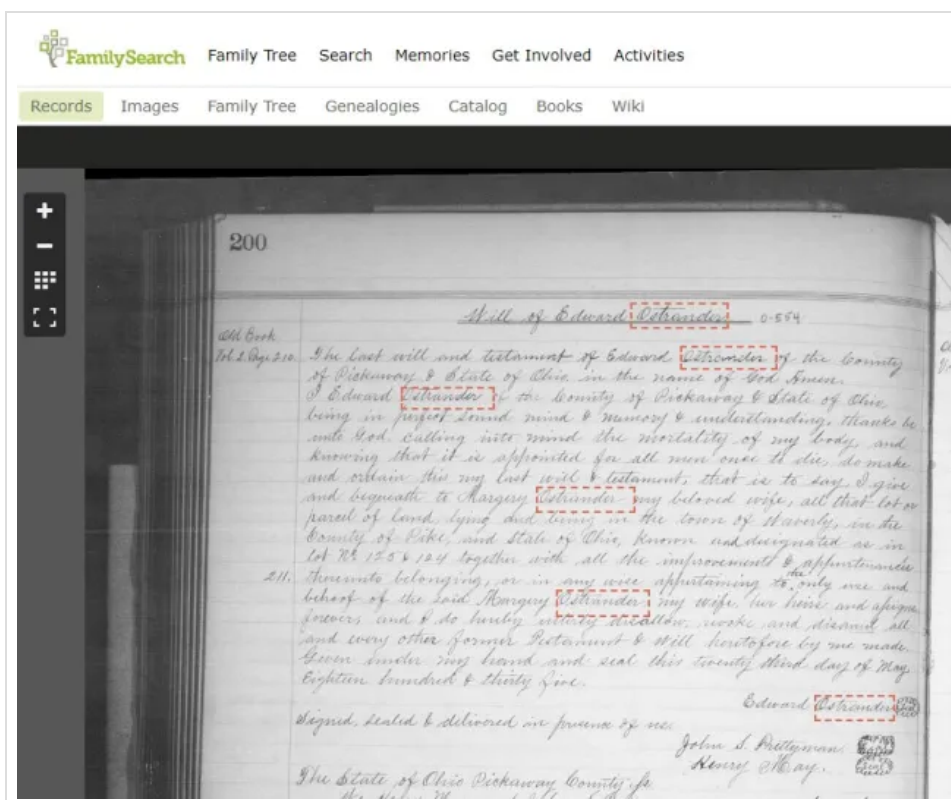 FamilySearch Family Tree Search Memories Get Involved Activities
Records Images Family Tree Genealogies Catalog Books Wiki
200
Will of Edward Ostrander 0-554
Old Book
Vol. 2. Page 210.
The last will and testament of Edward Ostrander of the County
of Pickaway & State of Ohio, in the name of God Amen.
I Edward Ostrander of the County of Pickaway & State of Ohio,
being in perfect sound mind & memory & understanding, thanks be
unto God, calling into mind the mortality of my body, and
knowing that it is appointed for all men once to die, do make
and ordain this my last will & testament, that is to say, I give
and bequeath to Margery Ostrander my beloved wife, all that lot or
parcel of land, lying and being in the town of Waverly, in the
County of Pike, and State of Ohio, known and designated as in
lot No 125 & 124 together with all the improvements & appurtenances
211. thereunto belonging, or in any wise appertaining to the only use and
behoof of the said Margery Ostrander my wife, her heirs and assigns
forever, and I do hereby utterly disallow, revoke and disannul all
and every other former Testament & Will heretofore by me made.
Given under my hand and seal this twenty third day of May
Eighteen hundred & thirty five.
Edward Ostrander
Signed, sealed & delivered in presence of us.
John S. Prettyman
Henry May.
The State of Ohio Pickaway County